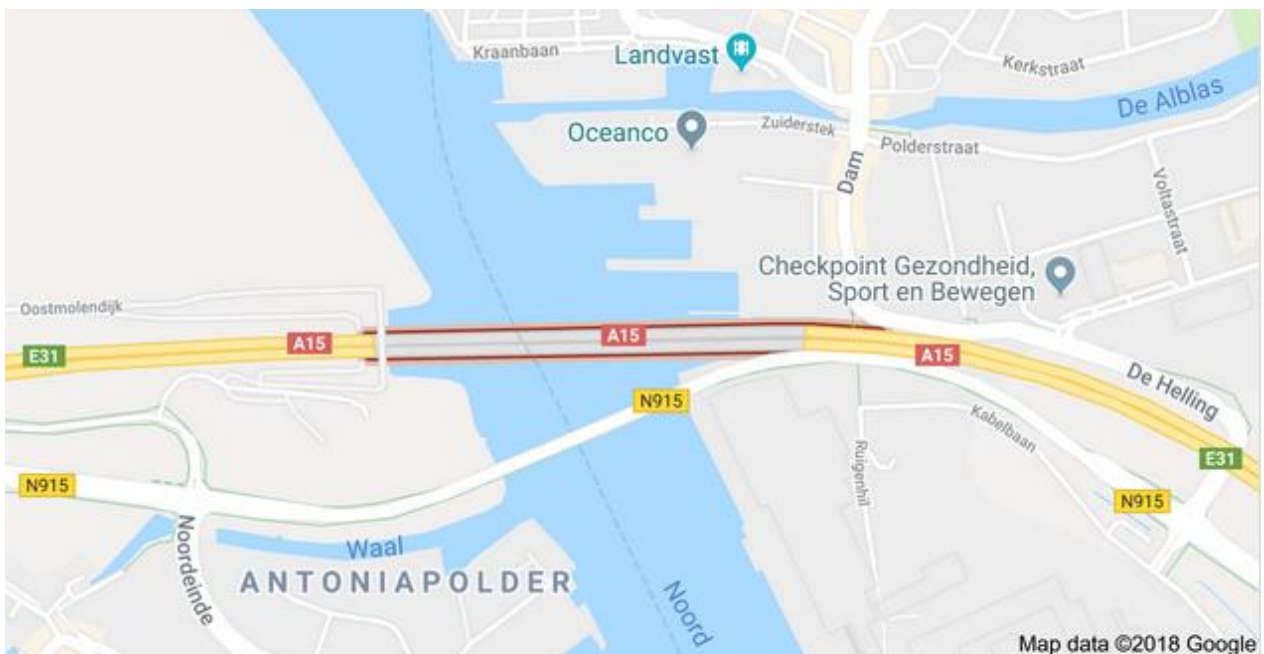 Kraanbaan
Landvast
Kerkstraat
De Alblas
Oceanco
Zuiderstek
Polderstraat
Dam
Voltastraat
Checkpoint Gezondheid,
Sport en Bewegen
Oostmolendijk
A15
A15
A15
E31
De Helling
N915
Kabelbaan
Ruigenhil
E31
N915
N915
Noordeinde
Waal
ANTONIAPOLDER
Noord
Map data ©2018 Google